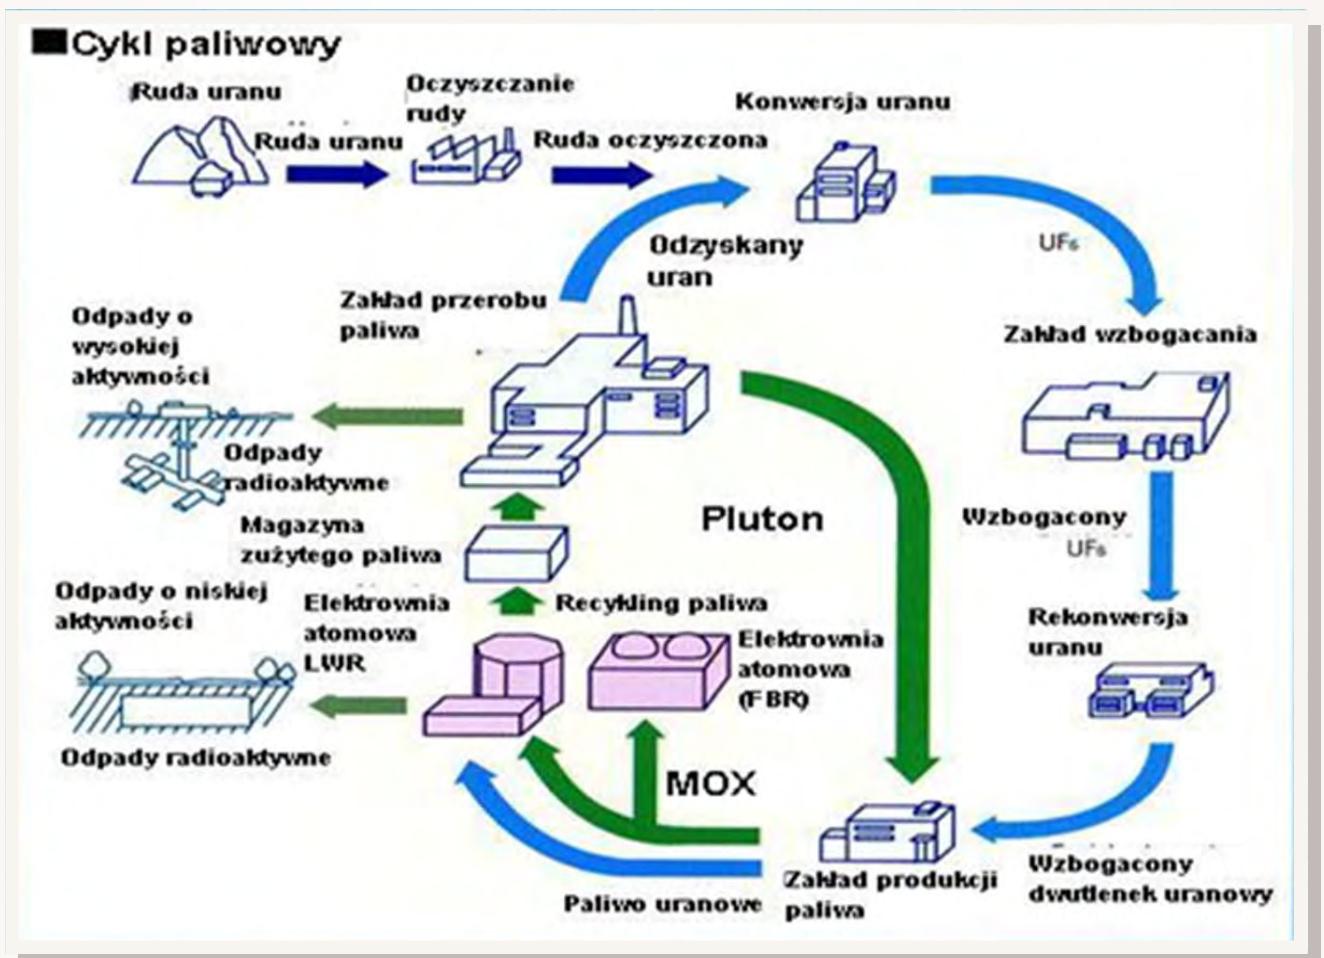 Cykl paliwowy
Ruda uranu
Oczyszczanie
rudy
Konwersja uranu
Ruda uranu
Ruda oczyszczona
Odzyskany
uran
UF₆
Zakład przerobu
paliwa
Odpady o
wysokiej
aktywności
Zakład wzbogacania
Odpady
radioaktywne
Magazyna
zużytego paliwa
Pluton
Wzbogacony
UF₆
Odpady o niskiej
aktywności
Elektrownia
atomowa
LWR
Recykling paliwa
Elektrownia
atomowa
(FBR)
Rekonwersja
uranu
Odpady radioaktywne
MOX
Zakład produkcji
paliwa
Paliwo uranowe
Wzbogacony
dwutlenek uranowy